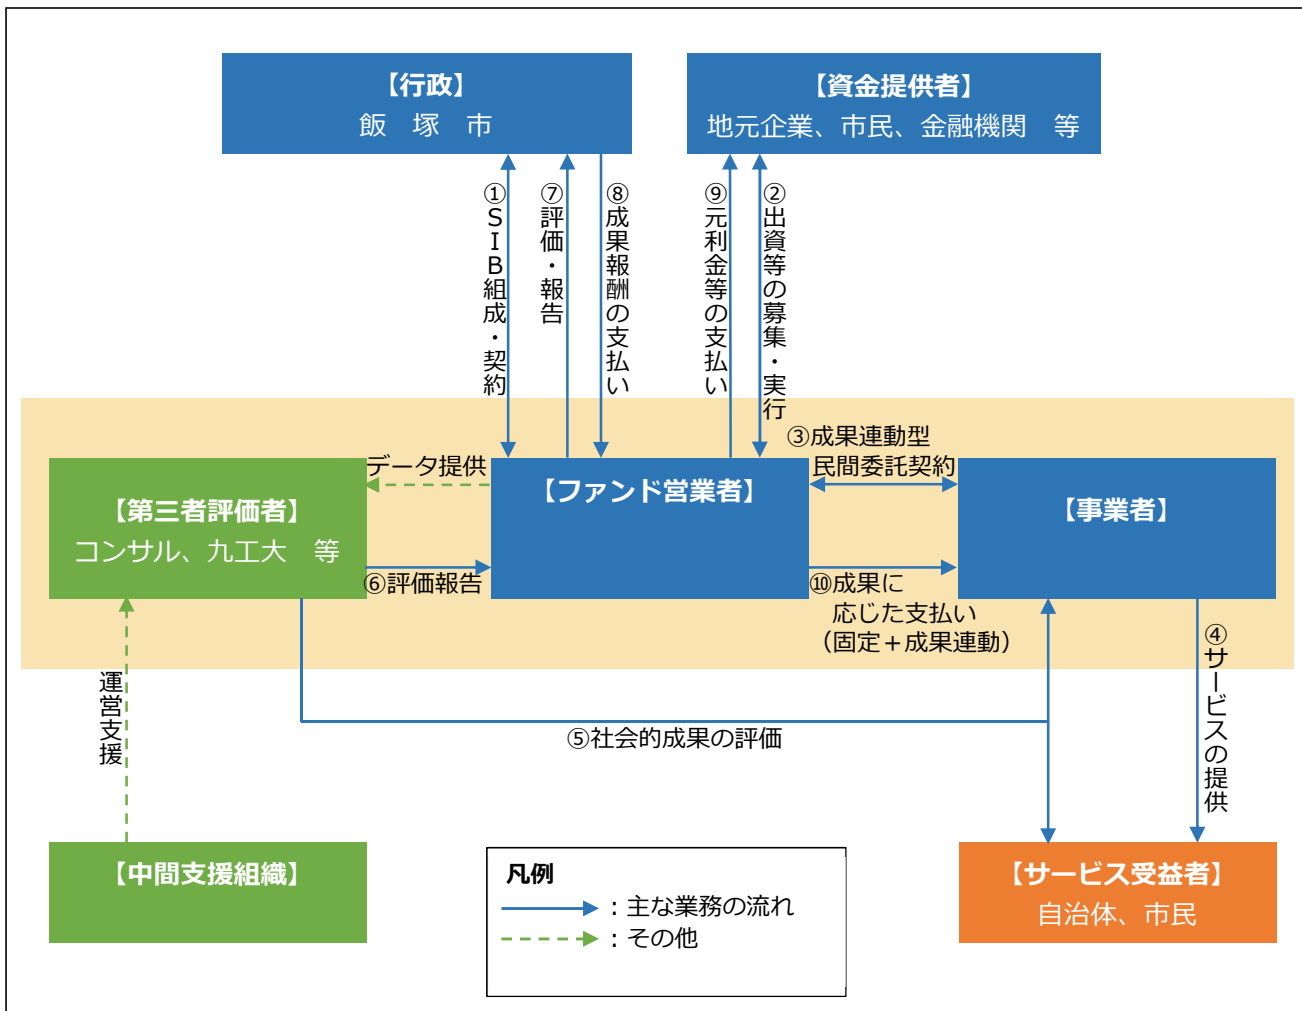 【行政】
飯　塚　市
【資金提供者】
地元企業、市民、金融機関　等
①SIB組成・契約
⑦評価・報告
⑧成果報酬の支払い
⑨元利金等の支払い
②出資等の募集・実行
③成果連動型
民間委託契約
データ提供
【第三者評価者】
コンサル、九工大　等
【ファンド営業者】
【事業者】
⑥評価報告
⑩成果に
応じた支払い
（固定＋成果連動）
④サービスの提供
運営支援
⑤社会的成果の評価
【中間支援組織】
凡例
：主な業務の流れ
：その他
【サービス受益者】
自治体、市民